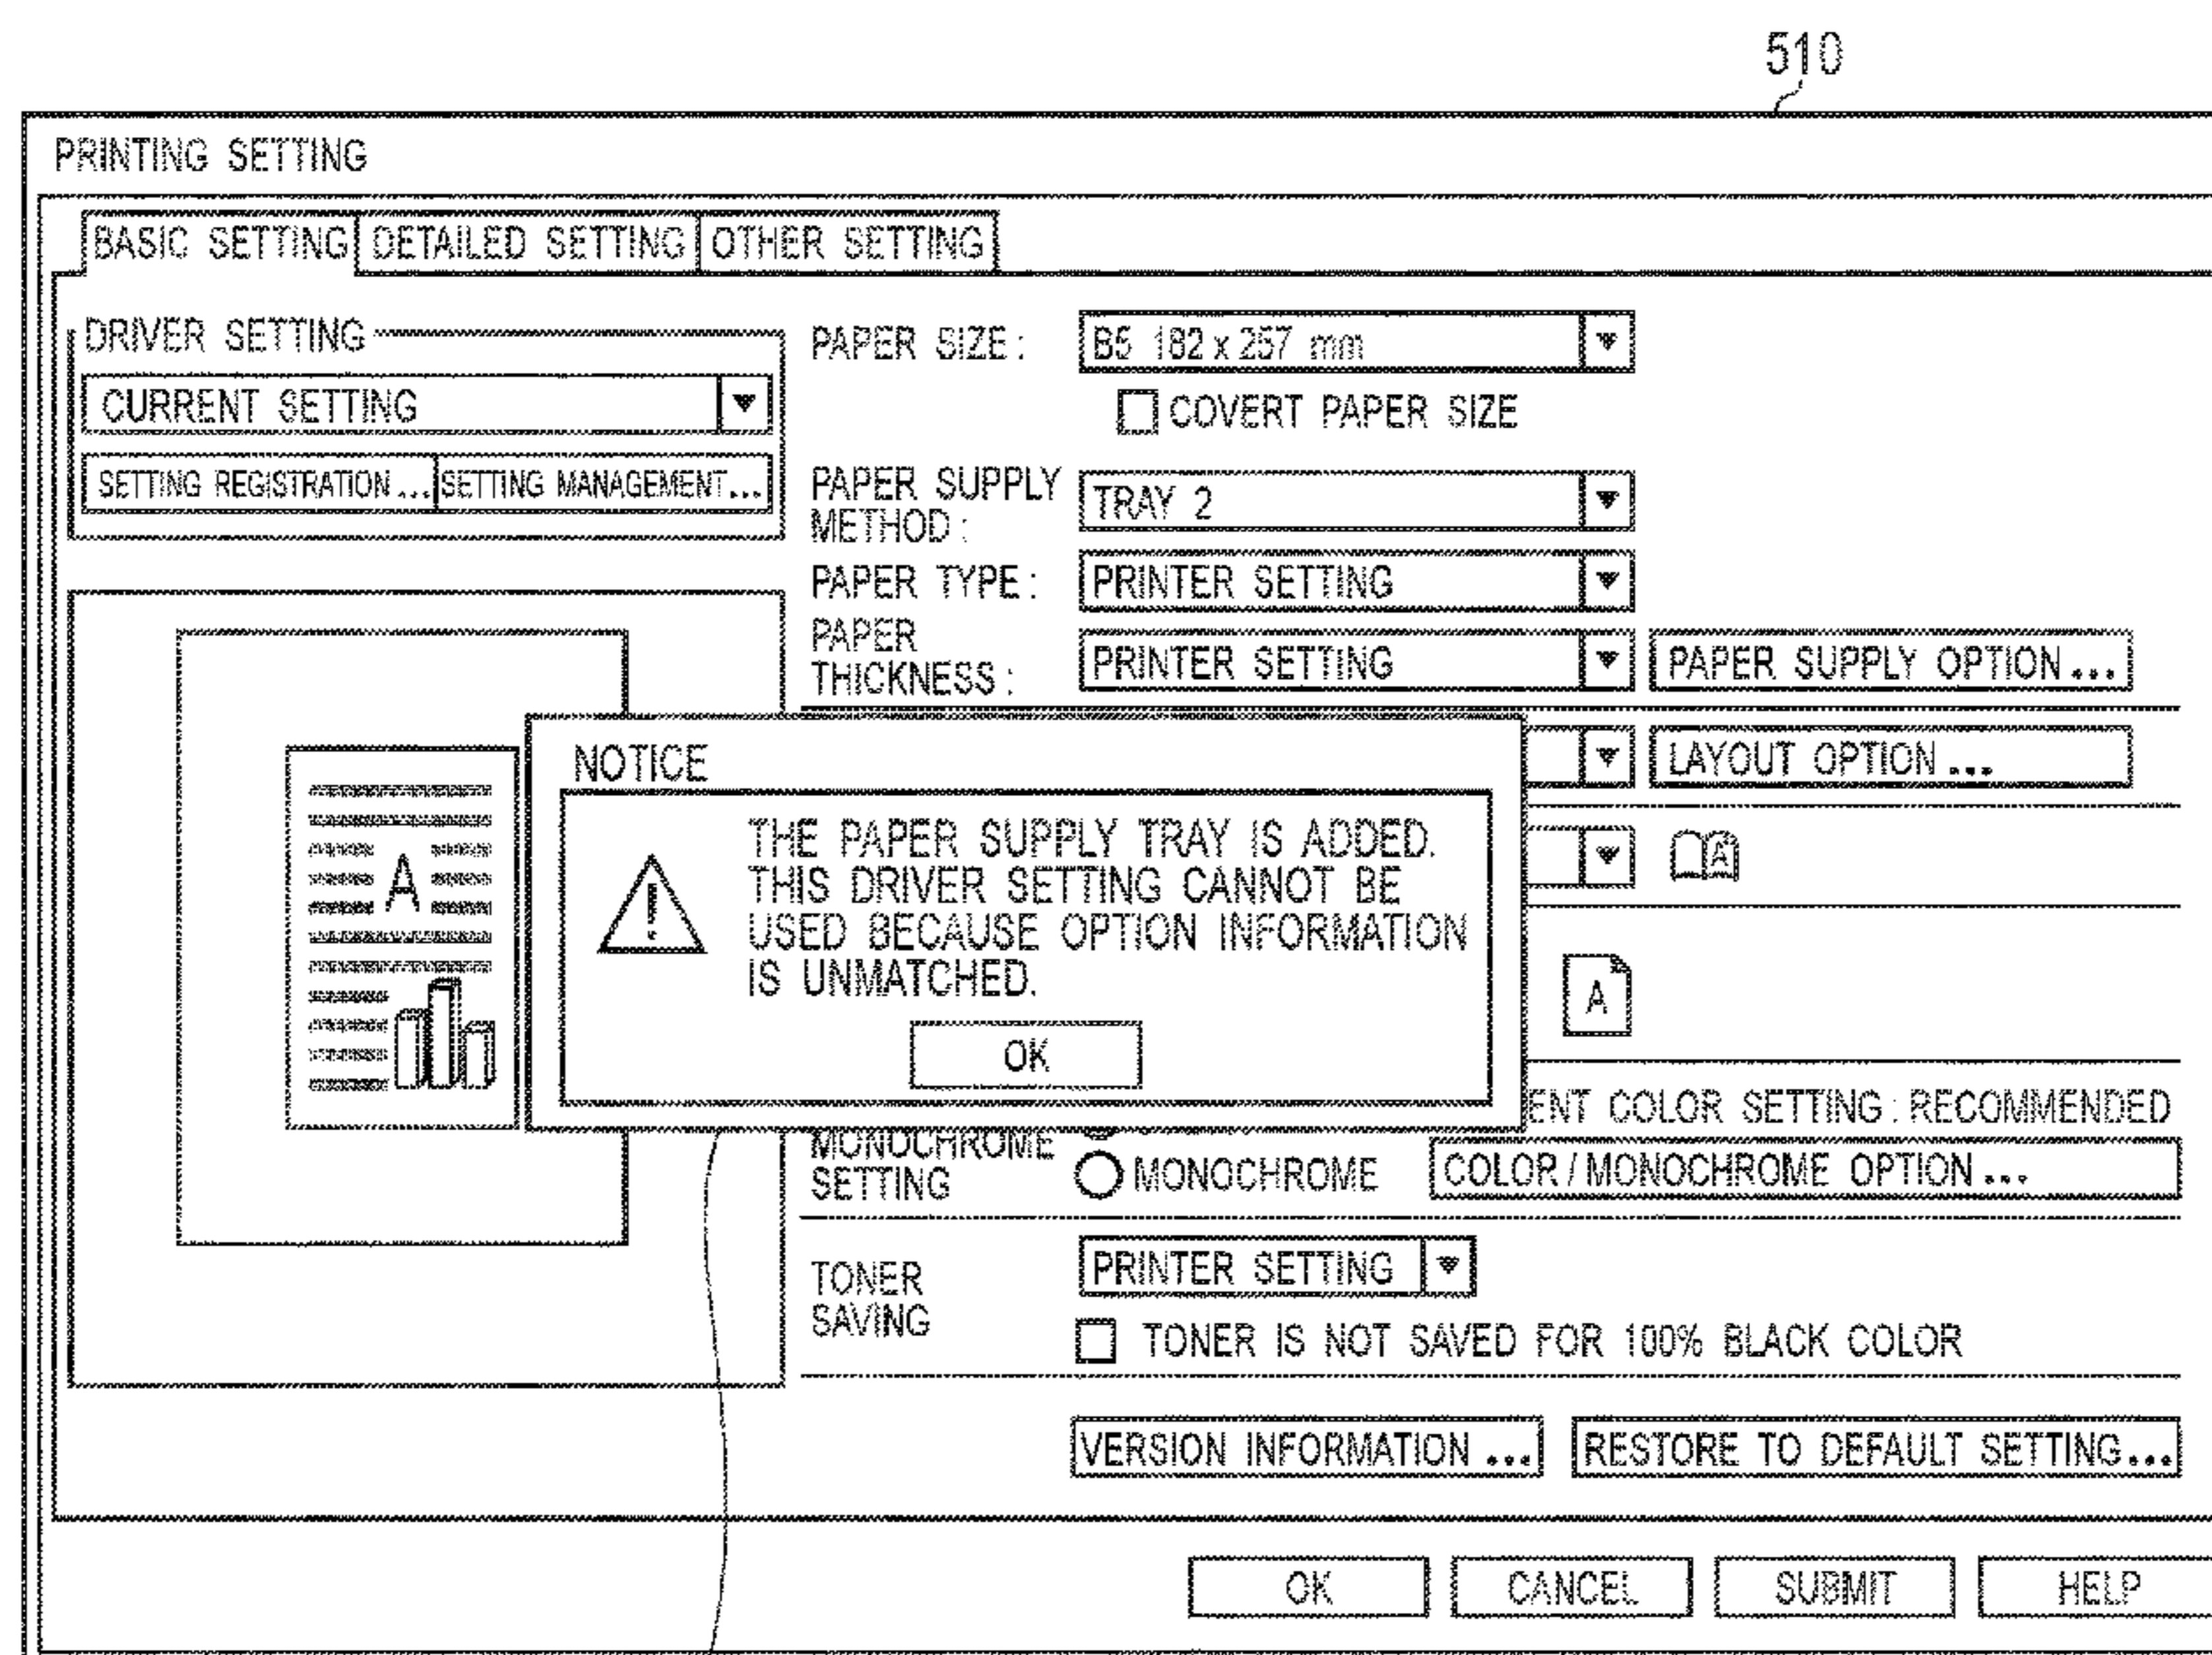 510
PRINTING SETTING
BASIC SETTING DETAILED SETTING OTHER SETTING
DRIVER SETTING
CURRENT SETTING
SETTING REGISTRATION ... SETTING MANAGEMENT ...
PAPER SIZE : B5 182 x 257 mm
COVERT PAPER SIZE
PAPER SUPPLY
METHOD : TRAY 2
PAPER TYPE : PRINTER SETTING
PAPER
THICKNESS : PRINTER SETTING PAPER SUPPLY OPTION ...
LAYOUT OPTION ...
A
A
A
NOTICE
THE PAPER SUPPLY TRAY IS ADDED.
THIS DRIVER SETTING CANNOT BE
USED BECAUSE OPTION INFORMATION
IS UNMATCHED.
OK
ENT COLOR SETTING : RECOMMENDED
MONOCHROME
SETTING MONOCHROME COLOR / MONOCHROME OPTION ...
TONER
SAVING PRINTER SETTING
TONER IS NOT SAVED FOR 100% BLACK COLOR
VERSION INFORMATION ... RESTORE TO DEFAULT SETTING ...
OK CANCEL SUBMIT HELP